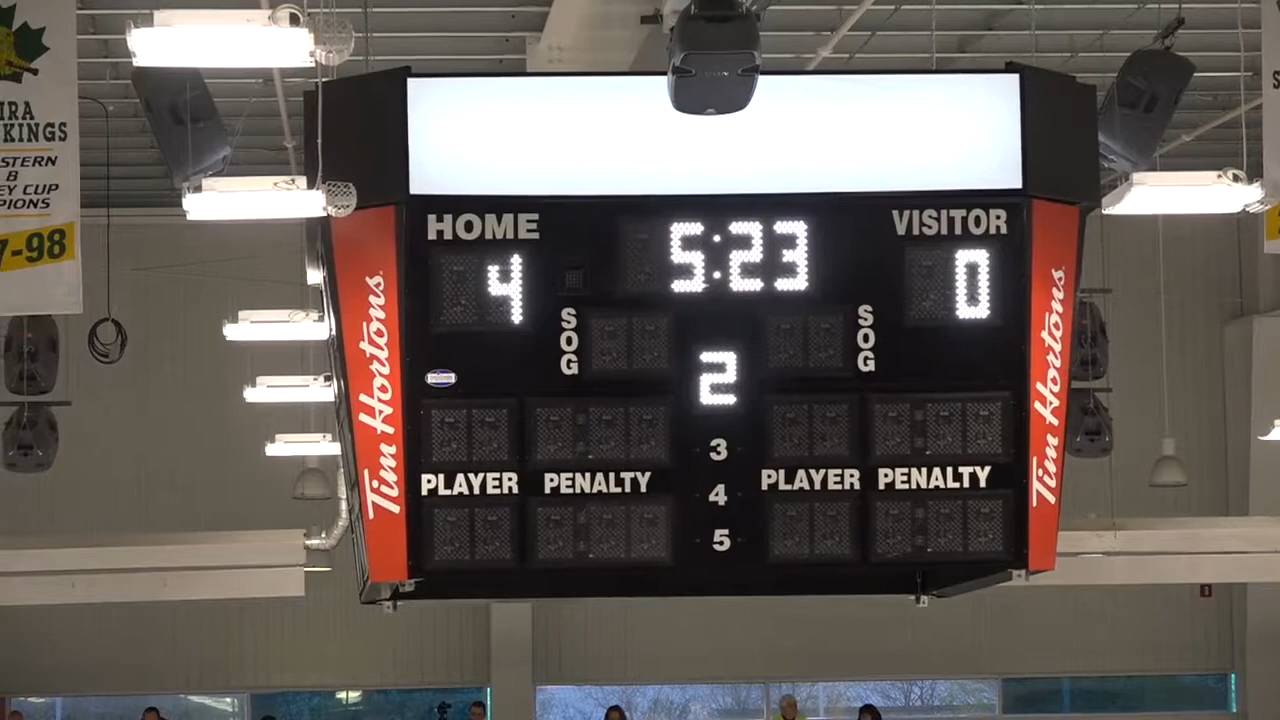 IRA
KINGS
STERN
B
EY CUP
PIONS
7-98
HOME
5:23
VISITOR
4
0
SOG
SOG
2
3
PLAYER PENALTY
4
PLAYER PENALTY
5
Tim Hortons
Tim Hortons
S